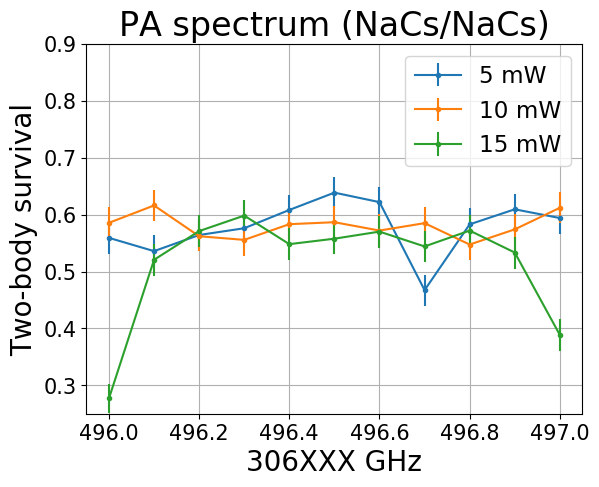 PA spectrum (NaCs/NaCs)
0.9
0.8
0.7
0.6
0.5
0.4
0.3
Two-body survival
5 mW
10 mW
15 mW
496.0 496.2 496.4 496.6 496.8 497.0
306XXX GHz